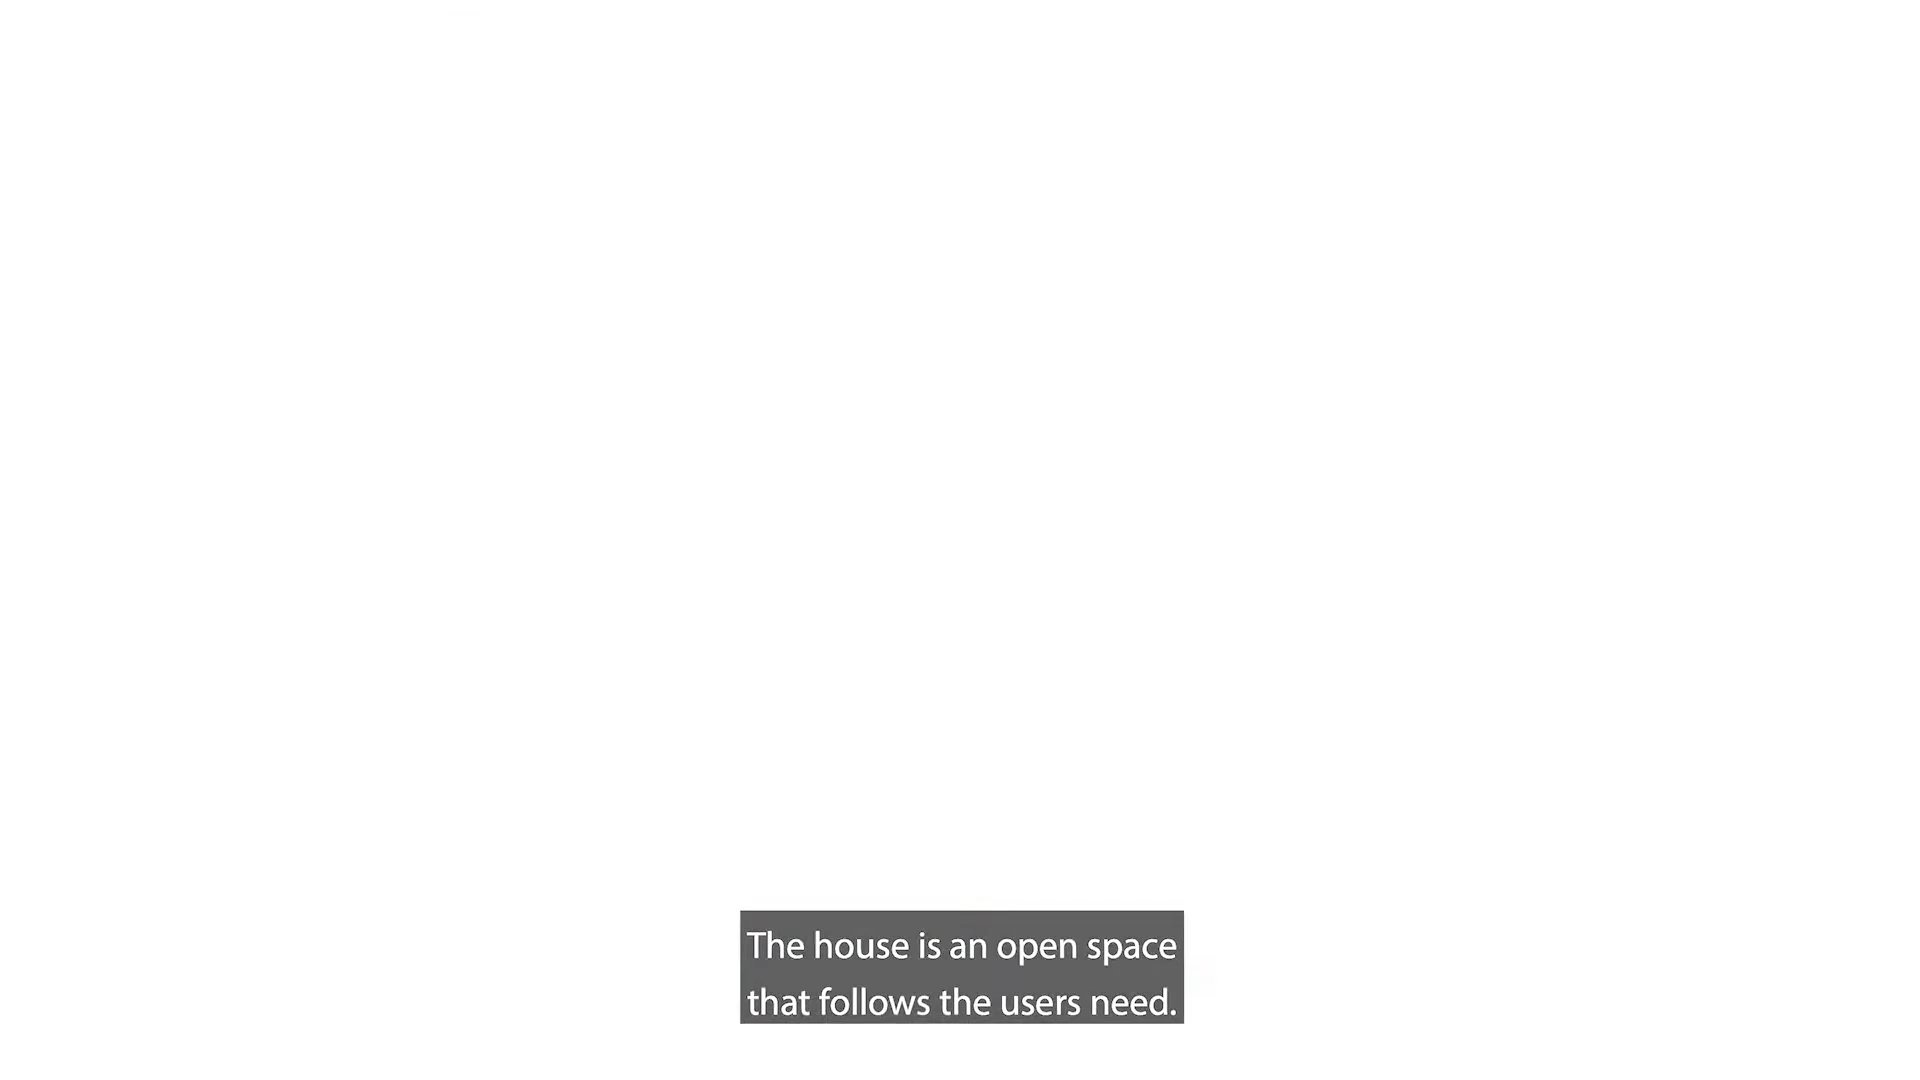 The house is an open space
that follows the users need.